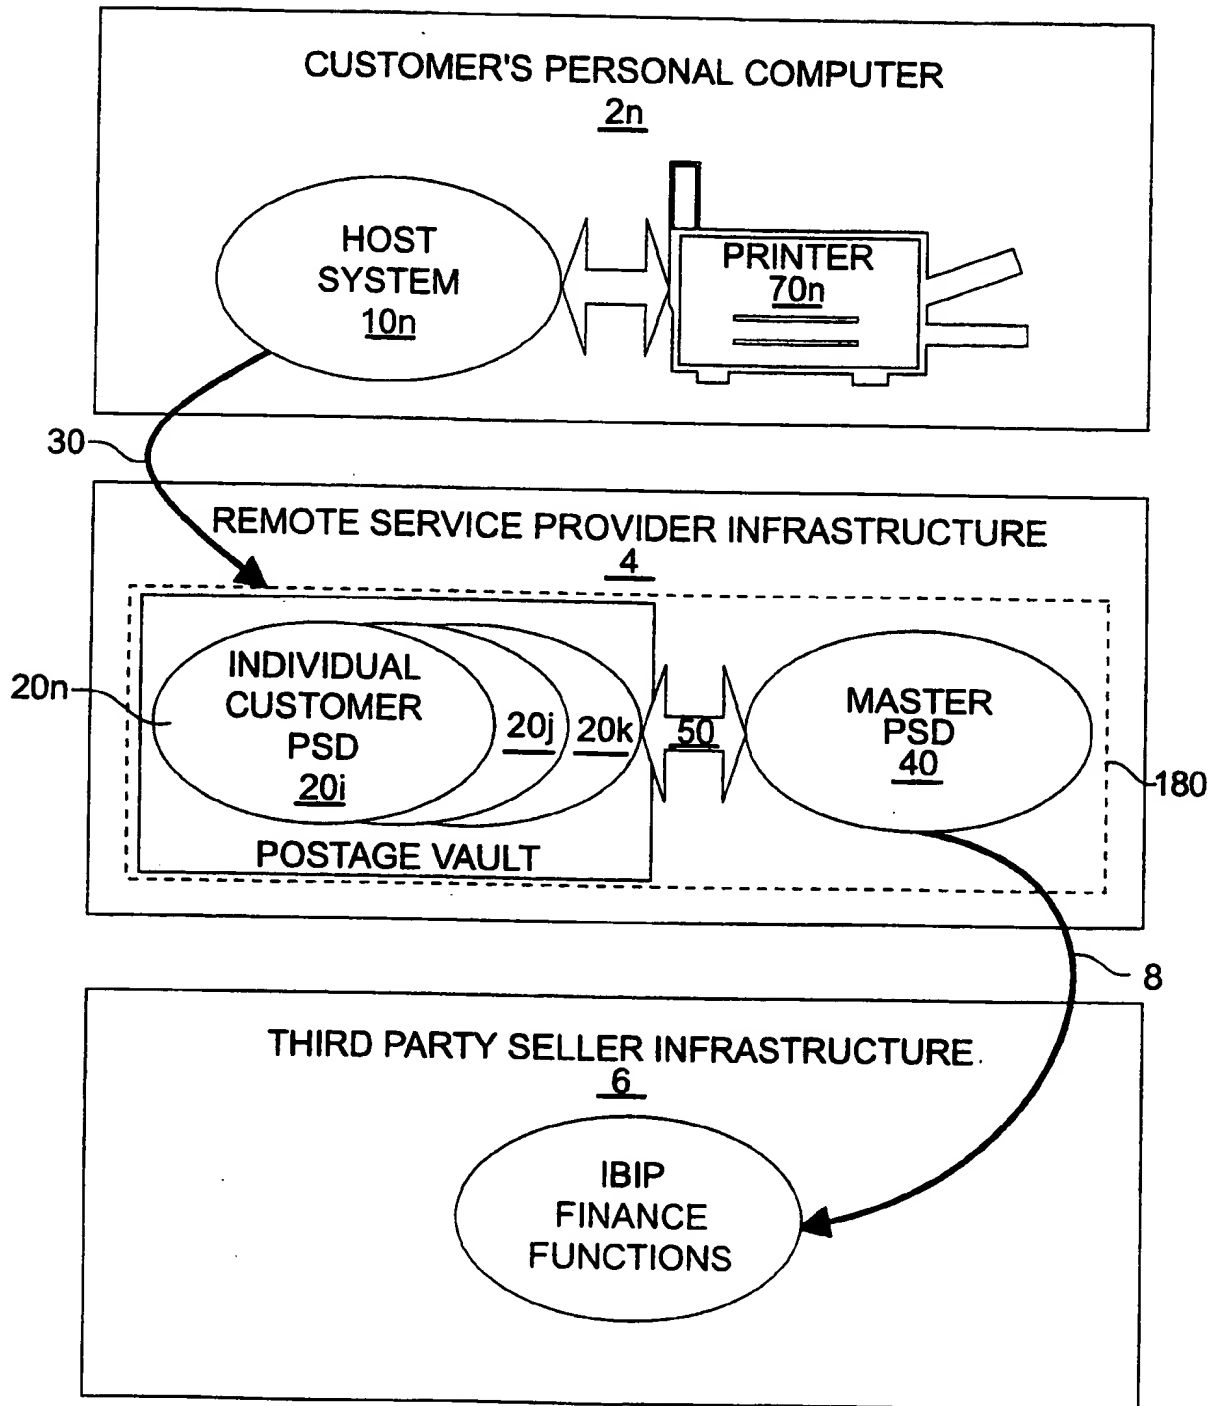 CUSTOMER'S PERSONAL COMPUTER
2n
HOST
SYSTEM
10n
PRINTER
70n
30
REMOTE SERVICE PROVIDER INFRASTRUCTURE
4
20n
INDIVIDUAL
CUSTOMER
PSD
20i
20j
20k
50
MASTER
PSD
40
180
POSTAGE VAULT
8
THIRD PARTY SELLER INFRASTRUCTURE
6
IBIP
FINANCE
FUNCTIONS